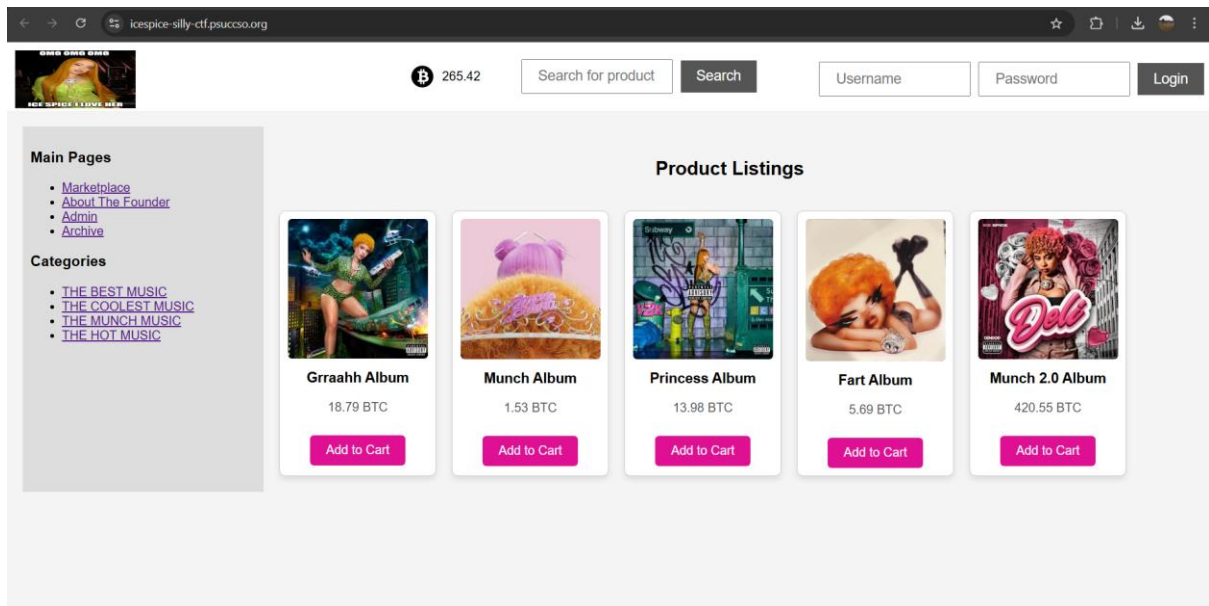 icespice-silly-ctf.psuccso.org
OMG OMG OMG
ICE SPICE I LOVE HER
265.42
Search for product
Search
Username
Password
Login
Main Pages
Marketplace
About The Founder
Admin
Archive
Categories
THE BEST MUSIC
THE COOLEST MUSIC
THE MUNCH MUSIC
THE HOT MUSIC
Product Listings
Subway
Deli
Grraahh Album
Munch Album
Princess Album
Fart Album
Munch 2.0 Album
18.79 BTC
1.53 BTC
13.98 BTC
5.69 BTC
420.55 BTC
Add to Cart
Add to Cart
Add to Cart
Add to Cart
Add to Cart